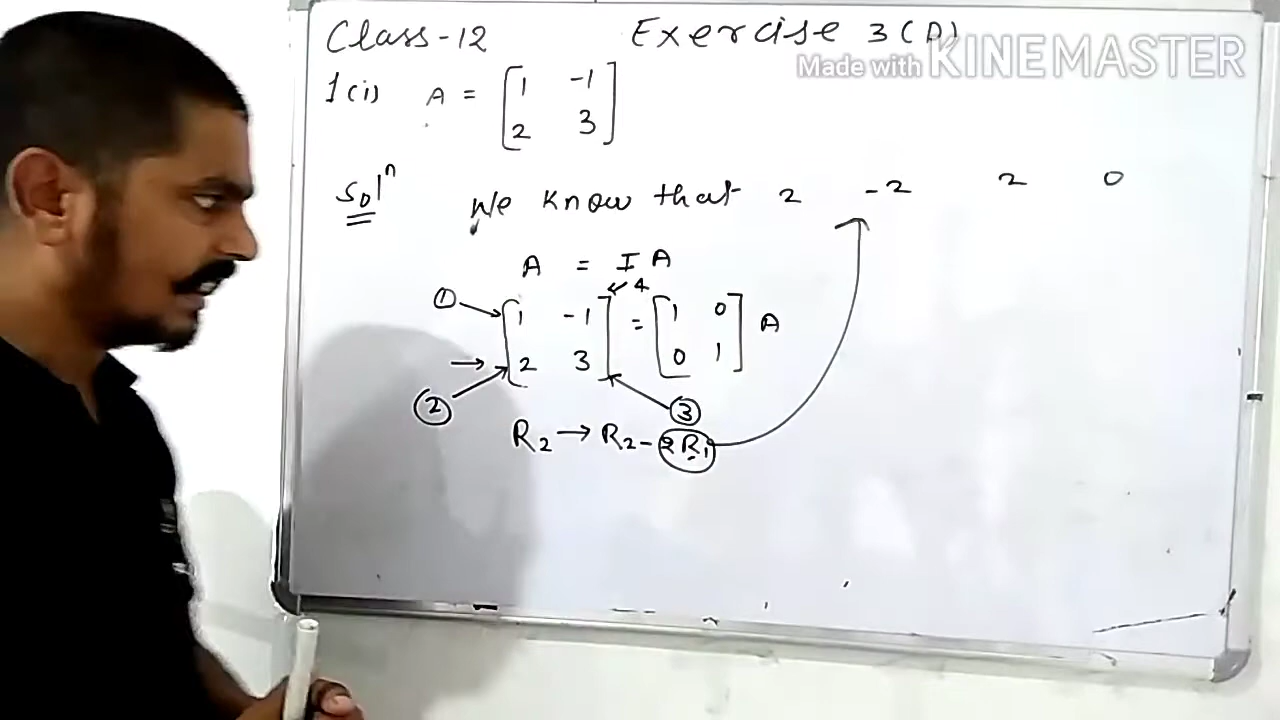 Class-12 Exercise 3(D)
Made with KINEMASTER
1(i) A = [1 -1
2 3]
Solⁿ We know that 2 -2 2 0
A = I A
① ↙ 4
[1 -1 = [1 0 A
→ 2 3] 0 1]
② ③
R₂ → R₂ - 2R₁